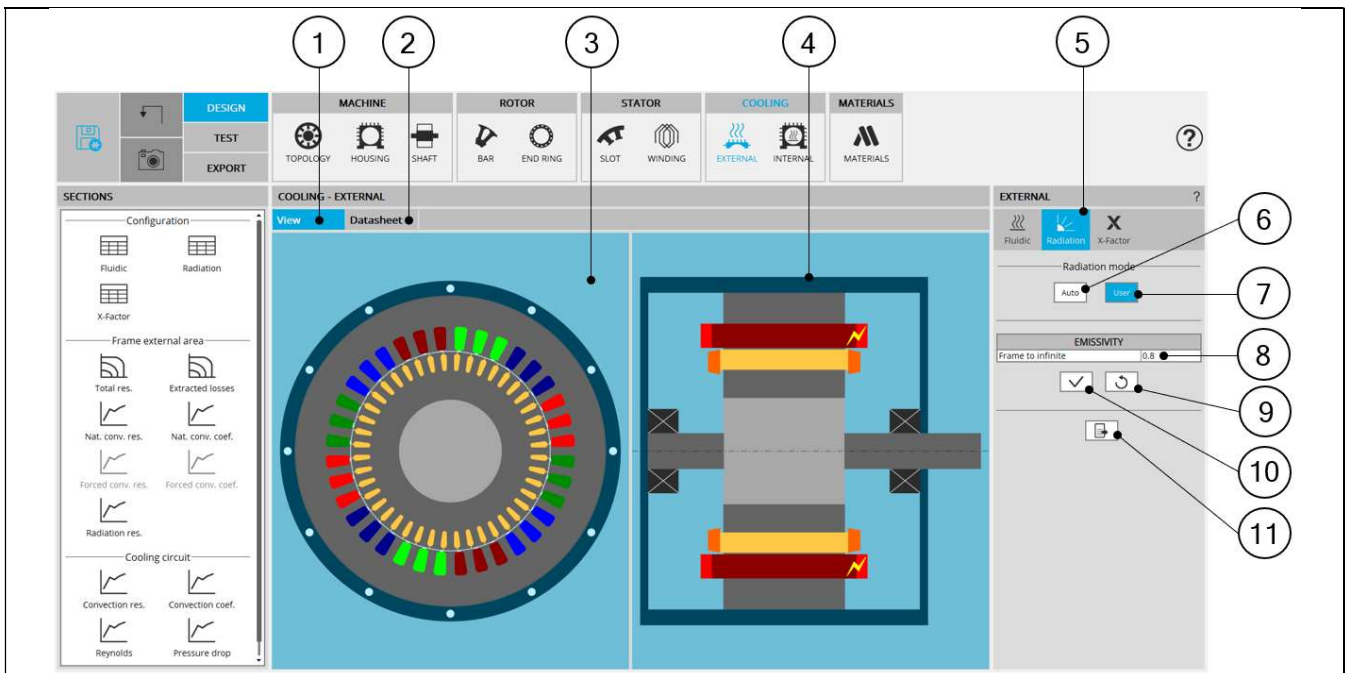 1 2 3 4 5
DESIGN
TEST
EXPORT
MACHINE ROTOR STATOR COOLING MATERIALS
TOPOLOGY HOUSING SHAFT BAR END RING SLOT WINDING EXTERNAL INTERNAL MATERIALS
?
SECTIONS
Configuration
Fluidic Radiation
X-Factor
Frame external area
Total res. Extracted losses
Nat. conv. res. Nat. conv. coef.
Forced conv. res. Forced conv. coef.
Radiation res.
Cooling circuit
Convection res. Convection coef.
Reynolds Pressure drop
COOLING - EXTERNAL
View Datasheet
EXTERNAL ?
Fluidic Radiation X-Factor
Radiation mode
Auto User
EMISSIVITY
Frame to infinite 0.8
6
7
8
9
10
11